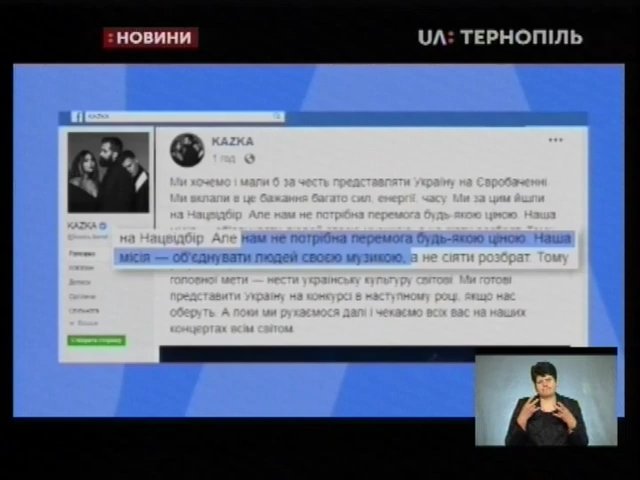 :НОВИНИ
UA: ТЕРНОПІЛЬ
KAZKA
KAZKA
1 год
Ми хочемо і мали б за честь представляти Україну на Євробаченні
Ми вклали в це бажання багато сил, енергії, часу. Ми за цим йшли
на Нацвідбір. Але нам не потрібна перемога будь-якою ціною. Наша
KAZKA
на Нацвідбір. Але нам не потрібна перемога будь-якою ціною. Наша
місія — об'єднувати людей своєю музикою, а не сіяти розбрат. Тому
головної мети — нести українську культуру світові. Ми готові
представити Україну на конкурсі в наступному році, якщо нас
оберуть. А поки ми рухаємося далі і чекаємо всіх вас на наших
концертах всім світом.
Головна